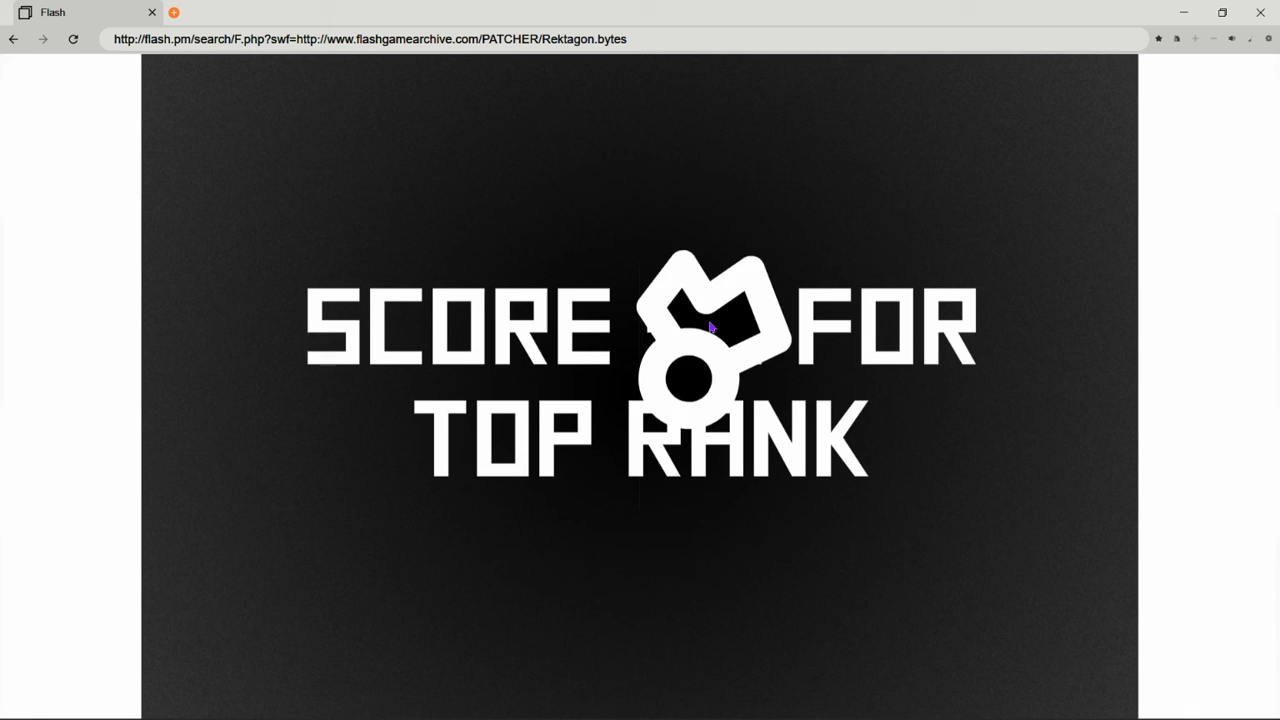 Flash
http://flash.pm/search/F.php?swf=http://www.flashgamearchive.com/PATCHER/Rektagon.bytes
SCORE FOR
TOP RANK